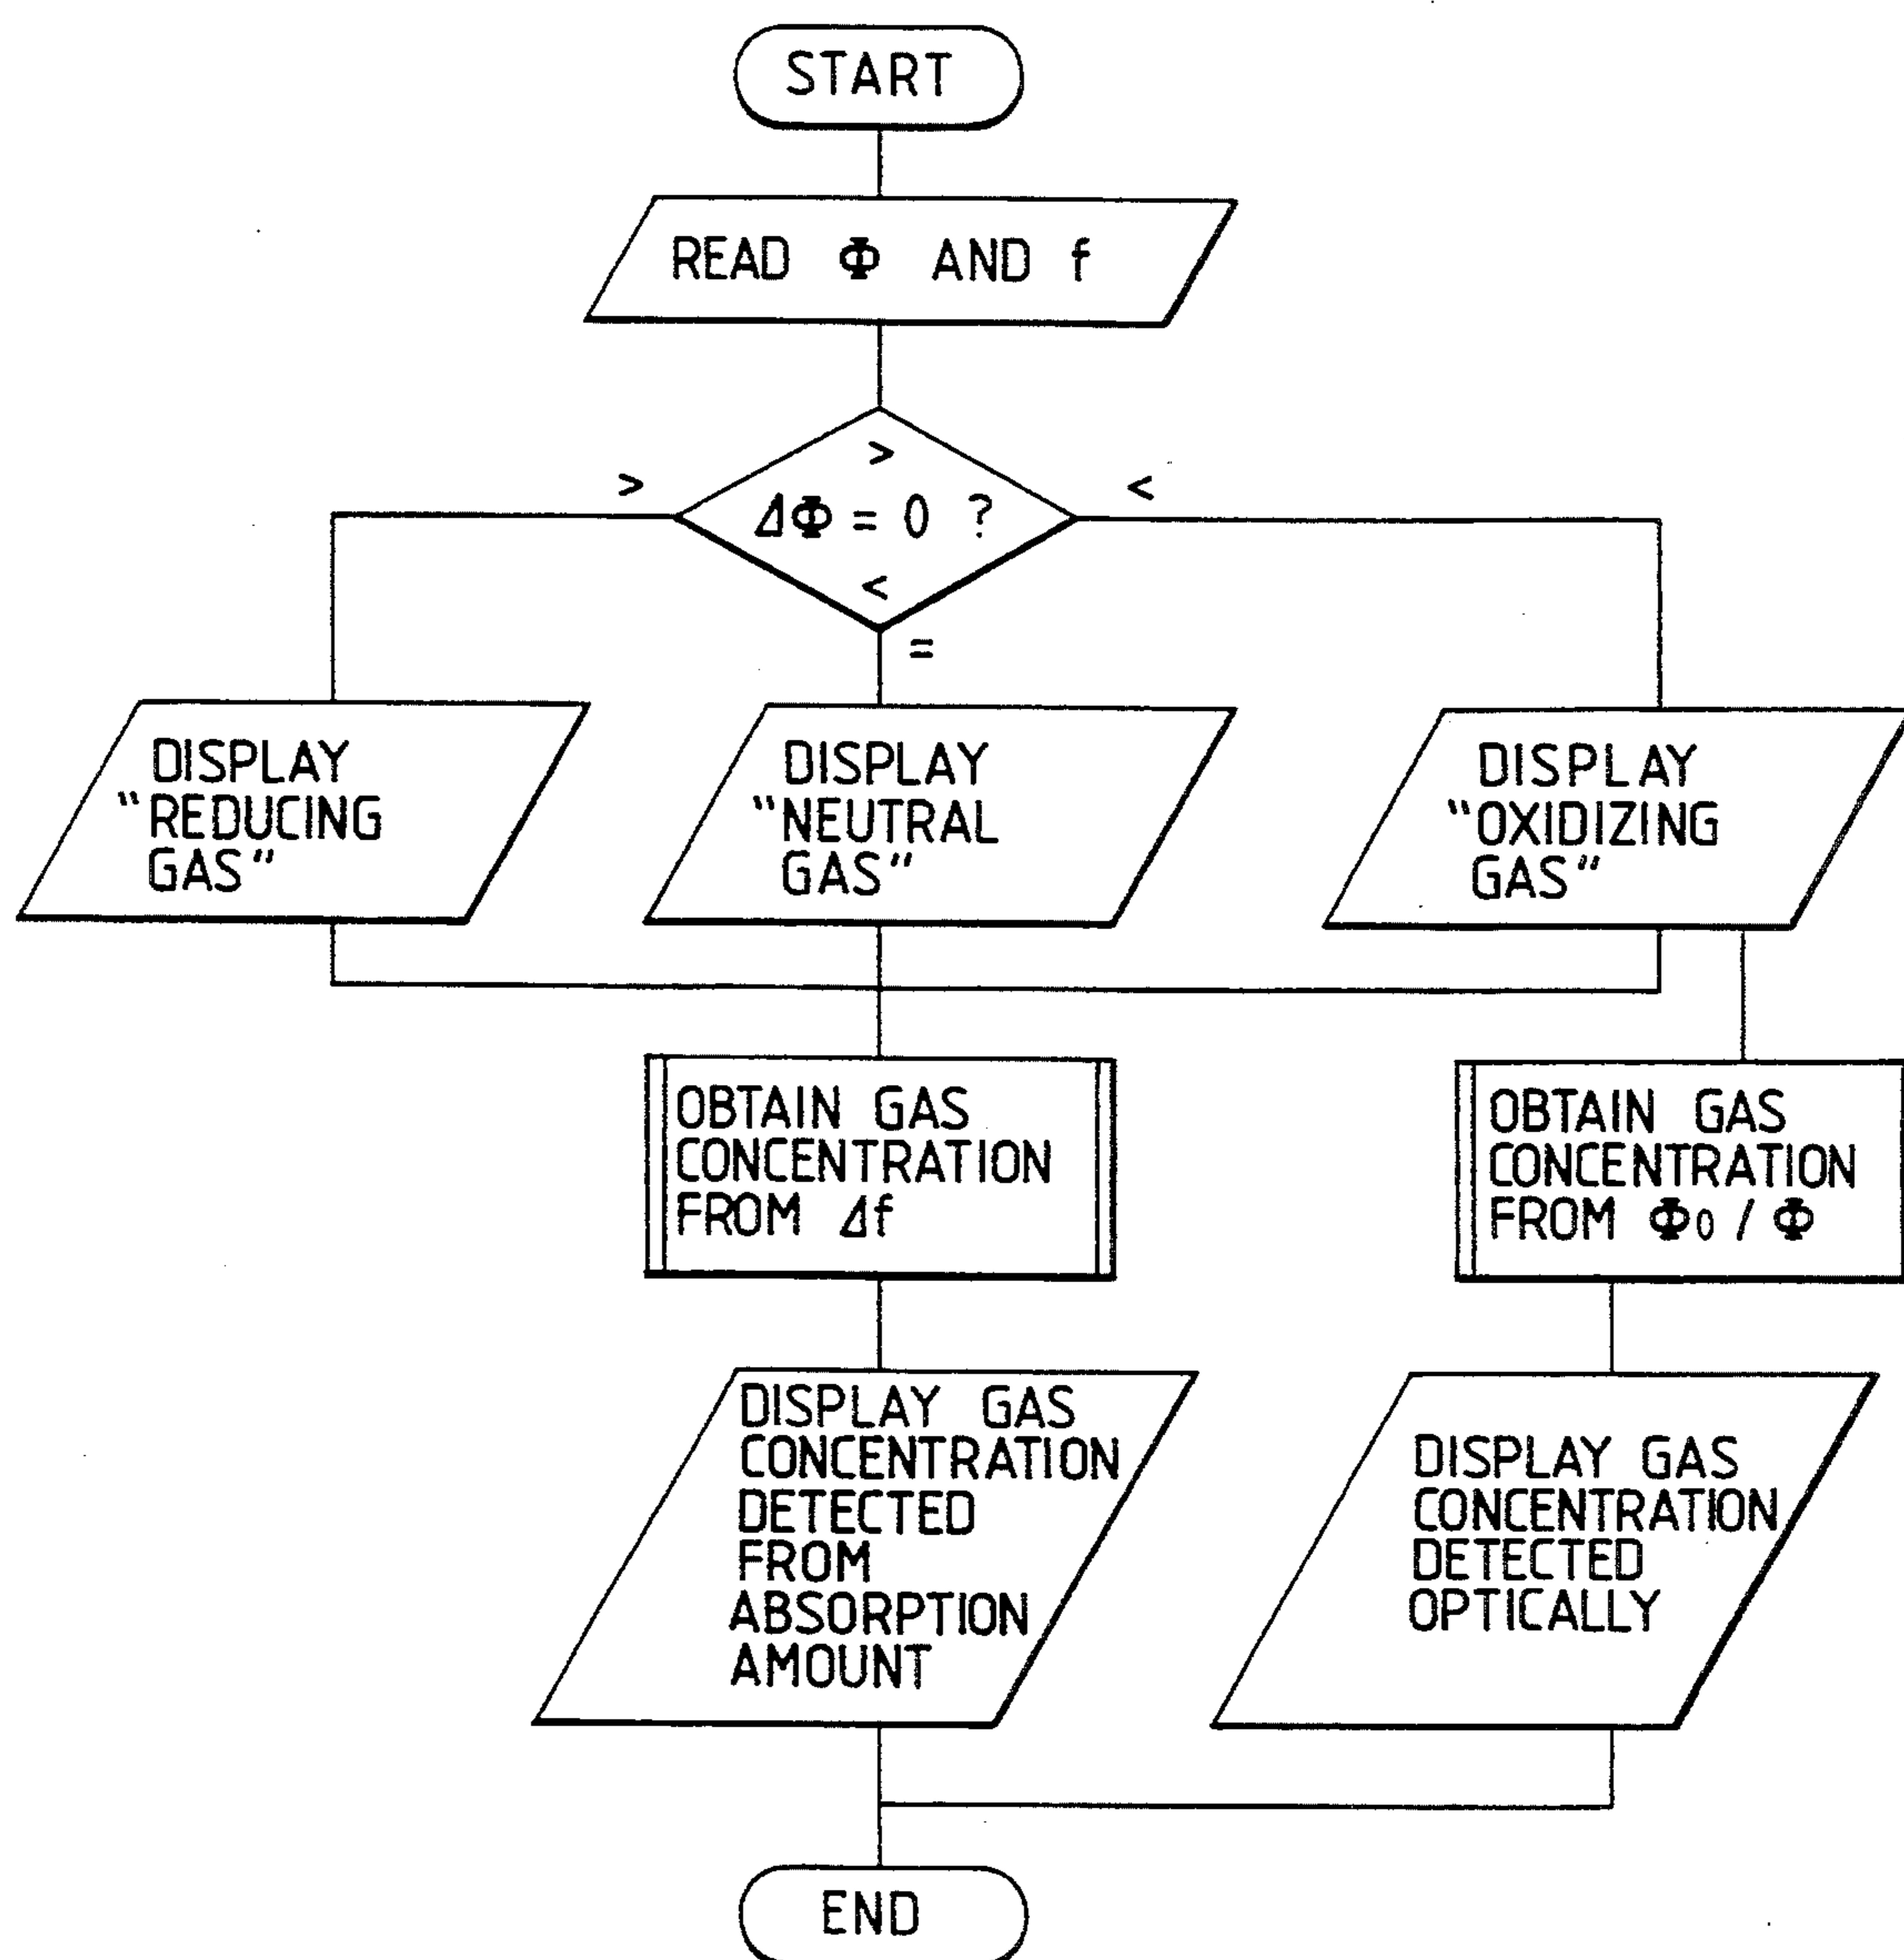 START
READ Φ AND f
>
>
<
ΔΦ = 0 ?
<
=
DISPLAY
"REDUCING
GAS"
DISPLAY
"NEUTRAL
GAS"
DISPLAY
"OXIDIZING
GAS"
OBTAIN GAS
CONCENTRATION
FROM Δf
OBTAIN GAS
CONCENTRATION
FROM Φ0 / Φ
DISPLAY GAS
CONCENTRATION
DETECTED
FROM
ABSORPTION
AMOUNT
DISPLAY GAS
CONCENTRATION
DETECTED
OPTICALLY
END